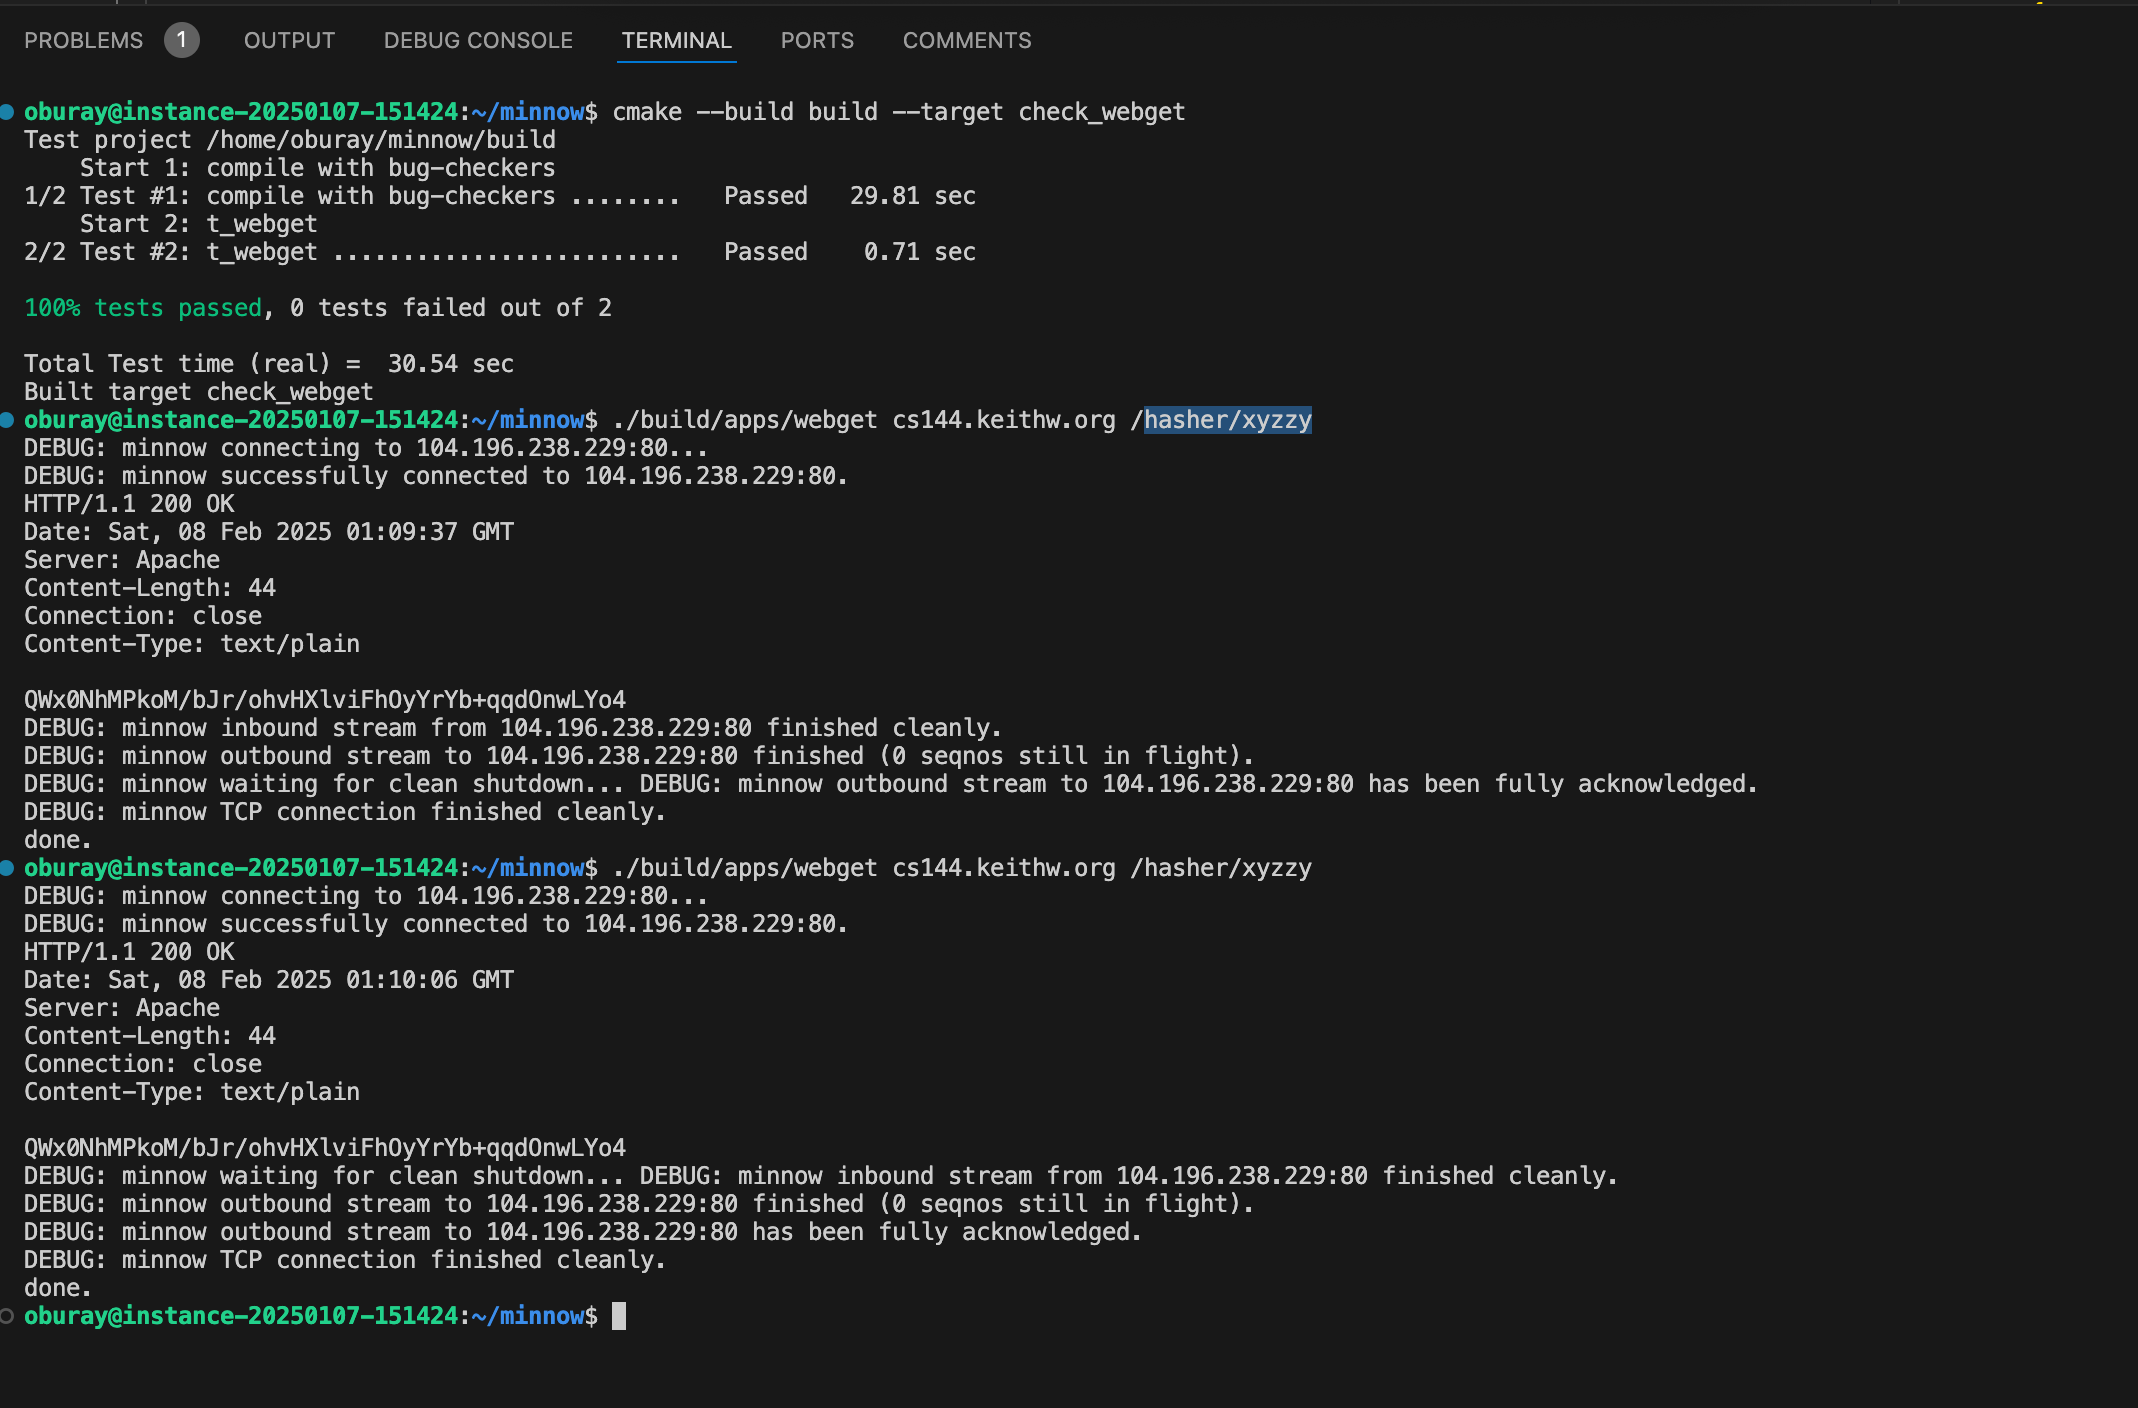 PROBLEMS 1 OUTPUT DEBUG CONSOLE TERMINAL PORTS COMMENTS
oburay@instance-20250107-151424:~/minnow$ cmake --build build --target check_webget
Test project /home/oburay/minnow/build
    Start 1: compile with bug-checkers
1/2 Test #1: compile with bug-checkers ........   Passed   29.81 sec
    Start 2: t_webget
2/2 Test #2: t_webget .........................   Passed    0.71 sec

100% tests passed, 0 tests failed out of 2

Total Test time (real) =  30.54 sec
Built target check_webget
oburay@instance-20250107-151424:~/minnow$ ./build/apps/webget cs144.keithw.org /hasher/xyzzy
DEBUG: minnow connecting to 104.196.238.229:80...
DEBUG: minnow successfully connected to 104.196.238.229:80.
HTTP/1.1 200 OK
Date: Sat, 08 Feb 2025 01:09:37 GMT
Server: Apache
Content-Length: 44
Connection: close
Content-Type: text/plain

QWx0NhMPkoM/bJr/ohvHXlviFhOyYrYb+qqdOnwLYo4
DEBUG: minnow inbound stream from 104.196.238.229:80 finished cleanly.
DEBUG: minnow outbound stream to 104.196.238.229:80 finished (0 seqnos still in flight).
DEBUG: minnow waiting for clean shutdown... DEBUG: minnow outbound stream to 104.196.238.229:80 has been fully acknowledged.
DEBUG: minnow TCP connection finished cleanly.
done.
oburay@instance-20250107-151424:~/minnow$ ./build/apps/webget cs144.keithw.org /hasher/xyzzy
DEBUG: minnow connecting to 104.196.238.229:80...
DEBUG: minnow successfully connected to 104.196.238.229:80.
HTTP/1.1 200 OK
Date: Sat, 08 Feb 2025 01:10:06 GMT
Server: Apache
Content-Length: 44
Connection: close
Content-Type: text/plain

QWx0NhMPkoM/bJr/ohvHXlviFhOyYrYb+qqdOnwLYo4
DEBUG: minnow waiting for clean shutdown... DEBUG: minnow inbound stream from 104.196.238.229:80 finished cleanly.
DEBUG: minnow outbound stream to 104.196.238.229:80 finished (0 seqnos still in flight).
DEBUG: minnow outbound stream to 104.196.238.229:80 has been fully acknowledged.
DEBUG: minnow TCP connection finished cleanly.
done.
oburay@instance-20250107-151424:~/minnow$